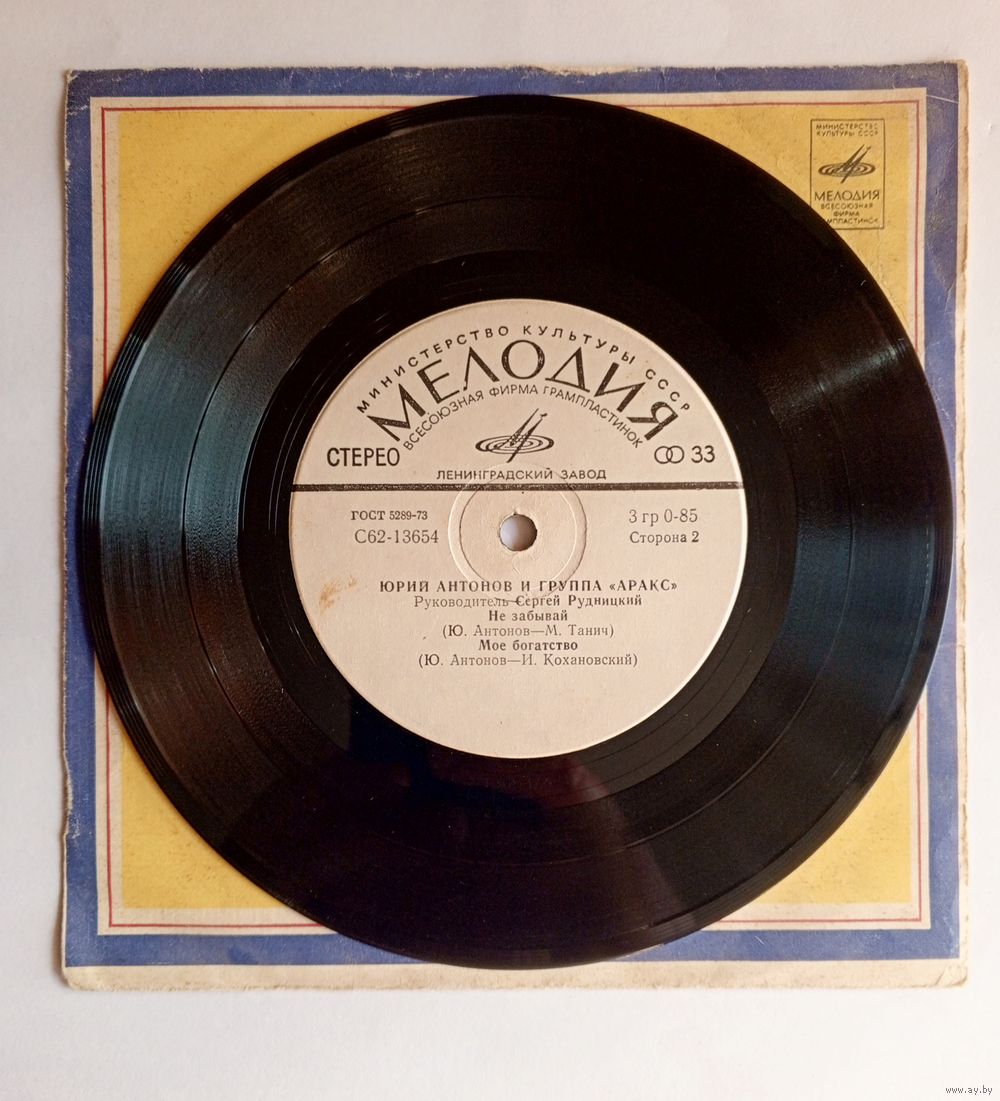 МИНИСТЕРСТВО
КУЛЬТУРЫ СССР
МЕЛОДИЯ
ВСЕСОЮЗНАЯ
ФИРМА
МИНИСТЕРСТВО КУЛЬТУРЫ СССР
МЕЛОДИЯ
ВСЕСОЮЗНАЯ ФИРМА ГРАМПЛАСТИНОК
СТЕРЕО
33
ЛЕНИНГРАДСКИЙ ЗАВОД
ГОСТ 5289-73
3 гр 0-85
С62-13654
Сторона 2
ЮРИЙ АНТОНОВ И ГРУППА «АРАКС»
Руководитель Сергей Рудницкий
Не забывай
(Ю. Антонов—М. Танич)
Мое богатство
(Ю. Антонов—И. Кохановский)
www.ay.by